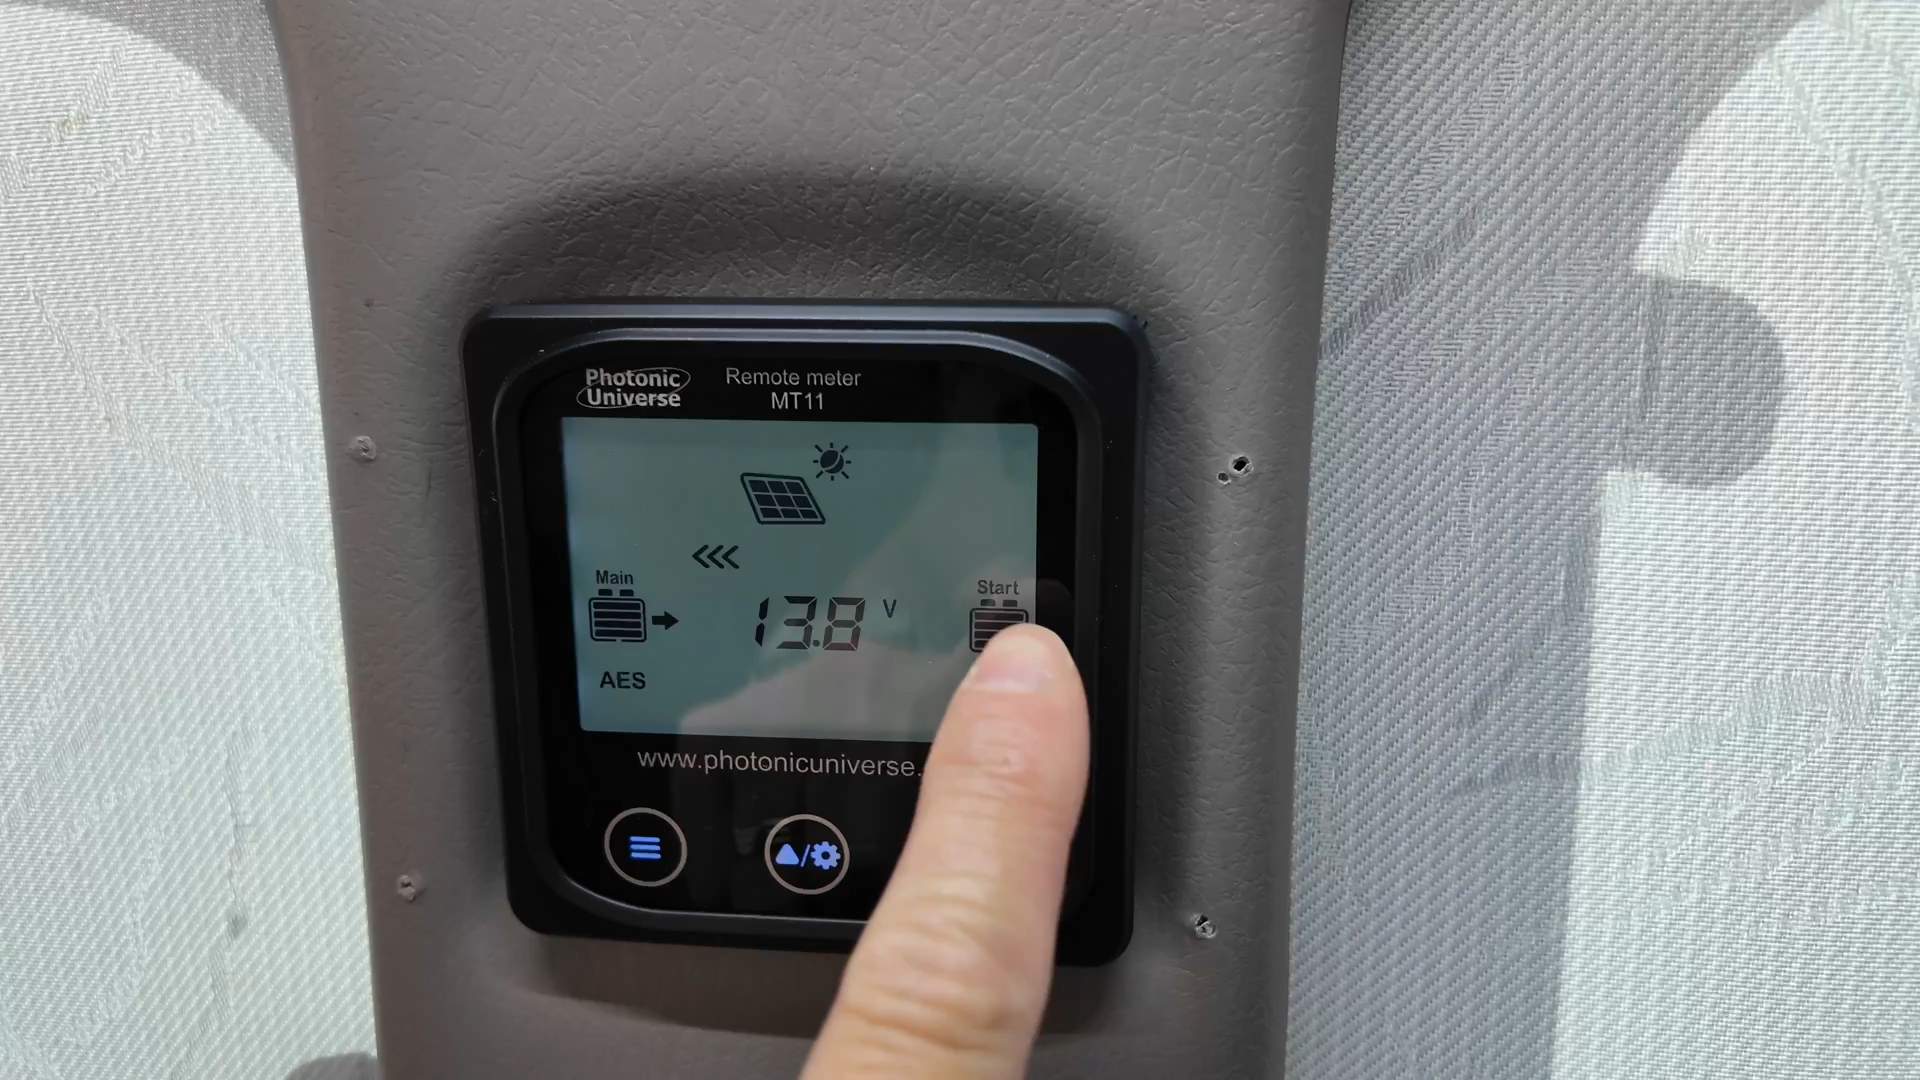 Photonic
Universe
Remote meter
MT11
Main
Start
13.8 V
AES
www.photonicuniverse.